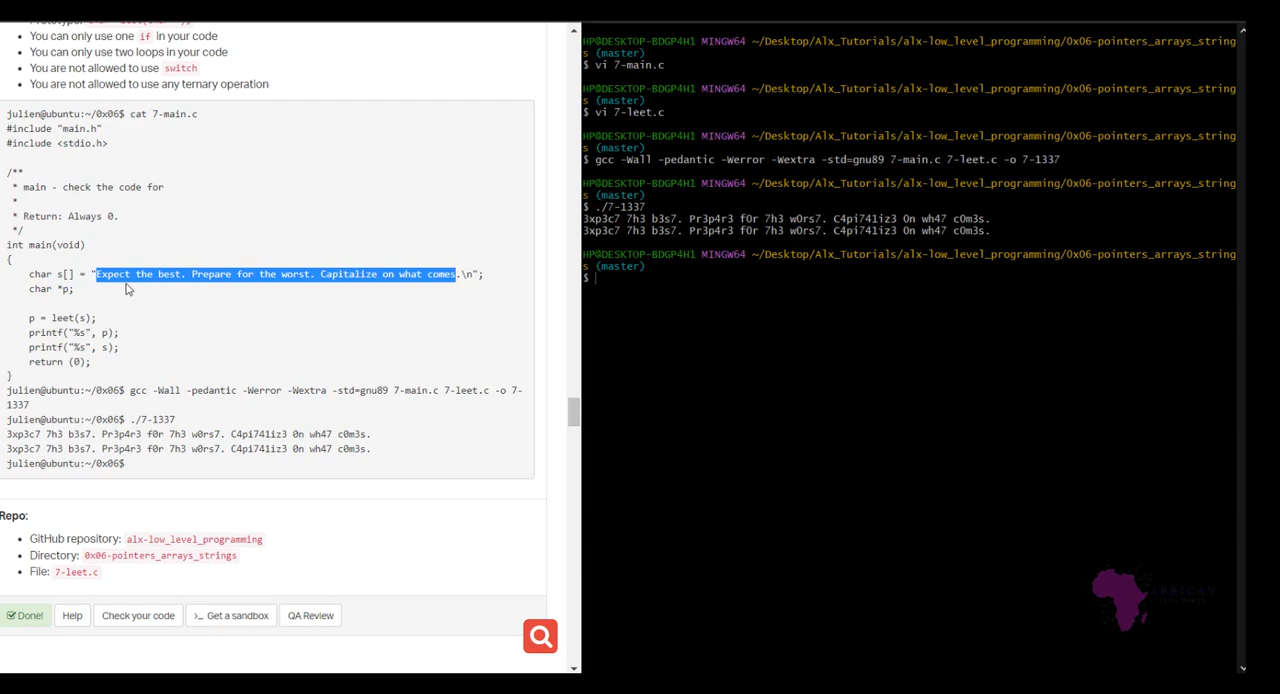 You can only use one if in your code
You can only use two loops in your code
You are not allowed to use switch
You are not allowed to use any ternary operation
julien@ubuntu:~/0x06$ cat 7-main.c
#include "main.h"
#include <stdio.h>
/**
* main - check the code for
*
* Return: Always 0.
*/
int main(void)
{
char s[] = "Expect the best. Prepare for the worst. Capitalize on what comes.\n";
char *p;
p = leet(s);
printf("%s", p);
printf("%s", s);
return (0);
}
julien@ubuntu:~/0x06$ gcc -Wall -pedantic -Werror -Wextra -std=gnu89 7-main.c 7-leet.c -o 7-
1337
julien@ubuntu:~/0x06$ ./7-1337
3xp3c7 7h3 b3s7. Pr3p4r3 f0r 7h3 w0rs7. C4pi741iz3 0n wh47 c0m3s.
3xp3c7 7h3 b3s7. Pr3p4r3 f0r 7h3 w0rs7. C4pi741iz3 0n wh47 c0m3s.
julien@ubuntu:~/0x06$
Repo:
GitHub repository: alx-low_level_programming
Directory: 0x06-pointers_arrays_strings
File: 7-leet.c
Done!
Help
Check your code
>_ Get a sandbox
QA Review
HP@DESKTOP-BDGP4H1 MINGW64 ~/Desktop/Alx_Tutorials/alx-low_level_programming/0x06-pointers_arrays_string
s (master)
$ vi 7-main.c
HP@DESKTOP-BDGP4H1 MINGW64 ~/Desktop/Alx_Tutorials/alx-low_level_programming/0x06-pointers_arrays_string
s (master)
$ vi 7-leet.c
HP@DESKTOP-BDGP4H1 MINGW64 ~/Desktop/Alx_Tutorials/alx-low_level_programming/0x06-pointers_arrays_string
s (master)
$ gcc -Wall -pedantic -Werror -Wextra -std=gnu89 7-main.c 7-leet.c -o 7-1337
HP@DESKTOP-BDGP4H1 MINGW64 ~/Desktop/Alx_Tutorials/alx-low_level_programming/0x06-pointers_arrays_string
s (master)
$ ./7-1337
3xp3c7 7h3 b3s7. Pr3p4r3 f0r 7h3 w0rs7. C4pi741iz3 0n wh47 c0m3s.
3xp3c7 7h3 b3s7. Pr3p4r3 f0r 7h3 w0rs7. C4pi741iz3 0n wh47 c0m3s.
HP@DESKTOP-BDGP4H1 MINGW64 ~/Desktop/Alx_Tutorials/alx-low_level_programming/0x06-pointers_arrays_string
s (master)
$
AFRICAN